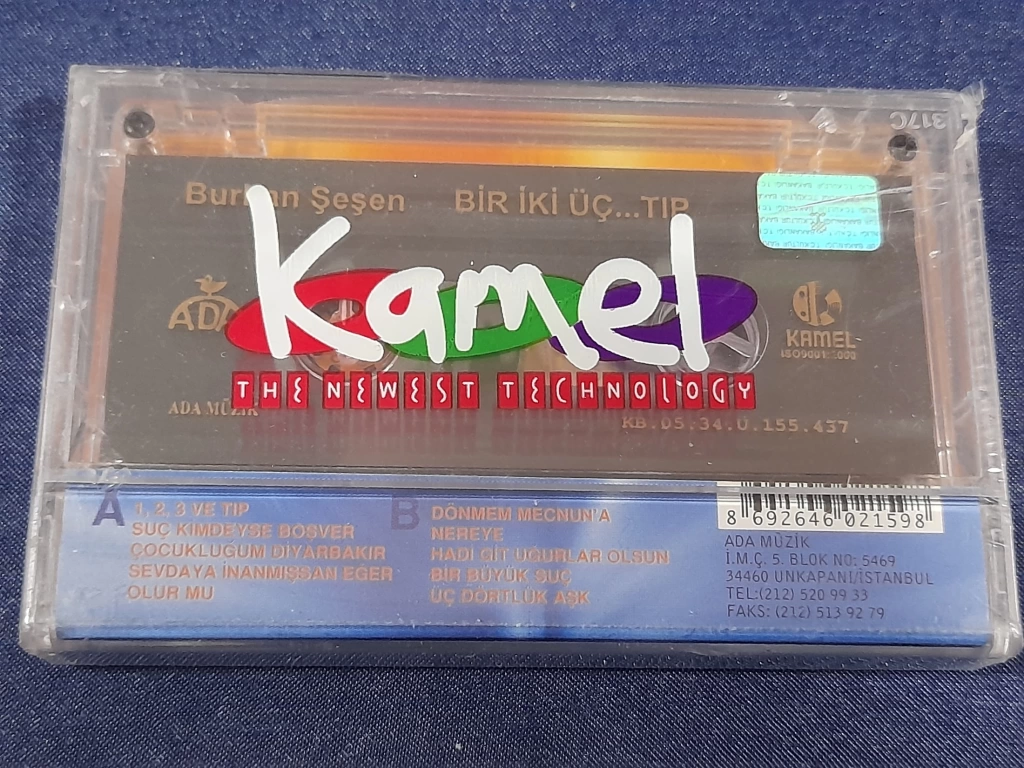 317C
Burhan Şeşen BİR İKİ ÜÇ...TIP
Kamel
THE NEWEST TECHNOLOGY
ADA
KAMEL
ISO9001:2000
ADA MÜZİK
KB.05.34.U.155.437
A
1, 2, 3 VE TIP
SUÇ KIMDEYSE BOŞVER
ÇOCUKLUĞUM DİYARBAKIR
SEVDAYA İNANMIŞSAN EĞER
OLUR MU
B
DÖNMEM MECNUN'A
NEREYE
HADİ GİT UĞURLAR OLSUN
BİR BÜYÜK SUÇ
ÜÇ DÖRTLÜK AŞK
8 692646 021598
ADA MÜZİK
İ.M.Ç. 5. BLOK NO: 5469
34460 UNKAPANI/İSTANBUL
TEL:(212) 520 99 33
FAKS: (212) 513 92 79